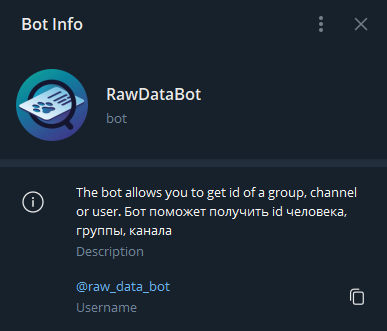 Bot Info
RawDataBot
bot
The bot allows you to get id of a group, channel
or user. Бот поможет получить id человека,
группы, канала
Description
@raw_data_bot
Username